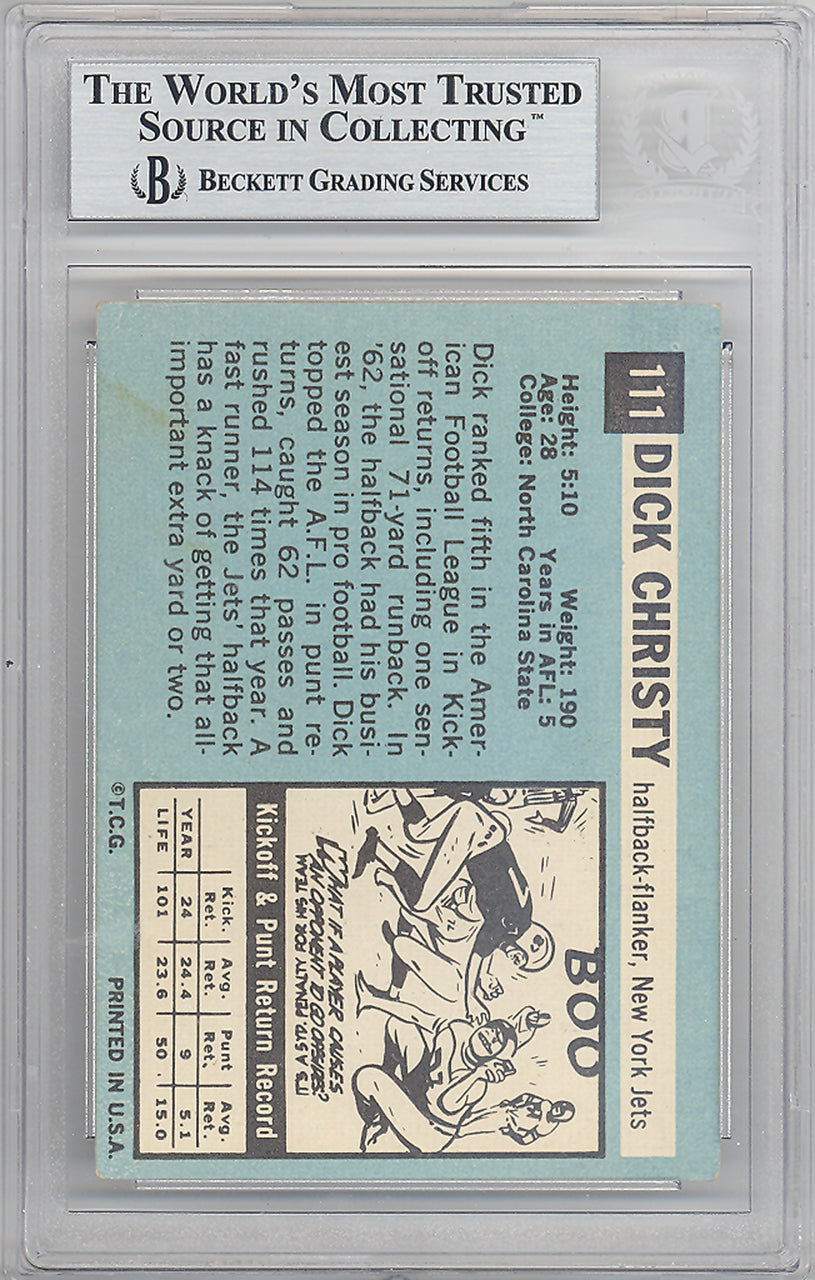 THE WORLD'S MOST TRUSTED
SOURCE IN COLLECTING™
B BECKETT GRADING SERVICES
111 DICK CHRISTY halfback-flanker, New York Jets
Height: 5:10 Weight: 190
Age: 28 Years in AFL: 5
College: North Carolina State
Dick ranked fifth in the Amer-
ican Football League in Kick-
off returns, including one sen-
sational 71-yard runback. In
'62, the halfback had his busi-
est season in pro football. Dick
topped the A.F.L. in punt re-
turns, caught 62 passes and
rushed 114 times that year. A
fast runner, the Jets' halfback
has a knack of getting that all-
important extra yard or two.
BOO
WHAT IF A PLAYER CAUSES
AN OPPONENT TO GO OFFSIDES?
IT'S A 5 YD. PENALTY FOR HIS TEAM
Kickoff & Punt Return Record
Kick. Ret. Avg. Ret. Punt Ret. Avg. Ret.
YEAR 24 24.4 9 5.1
LIFE 101 23.6 50 15.0
©T.C.G. PRINTED IN U.S.A.